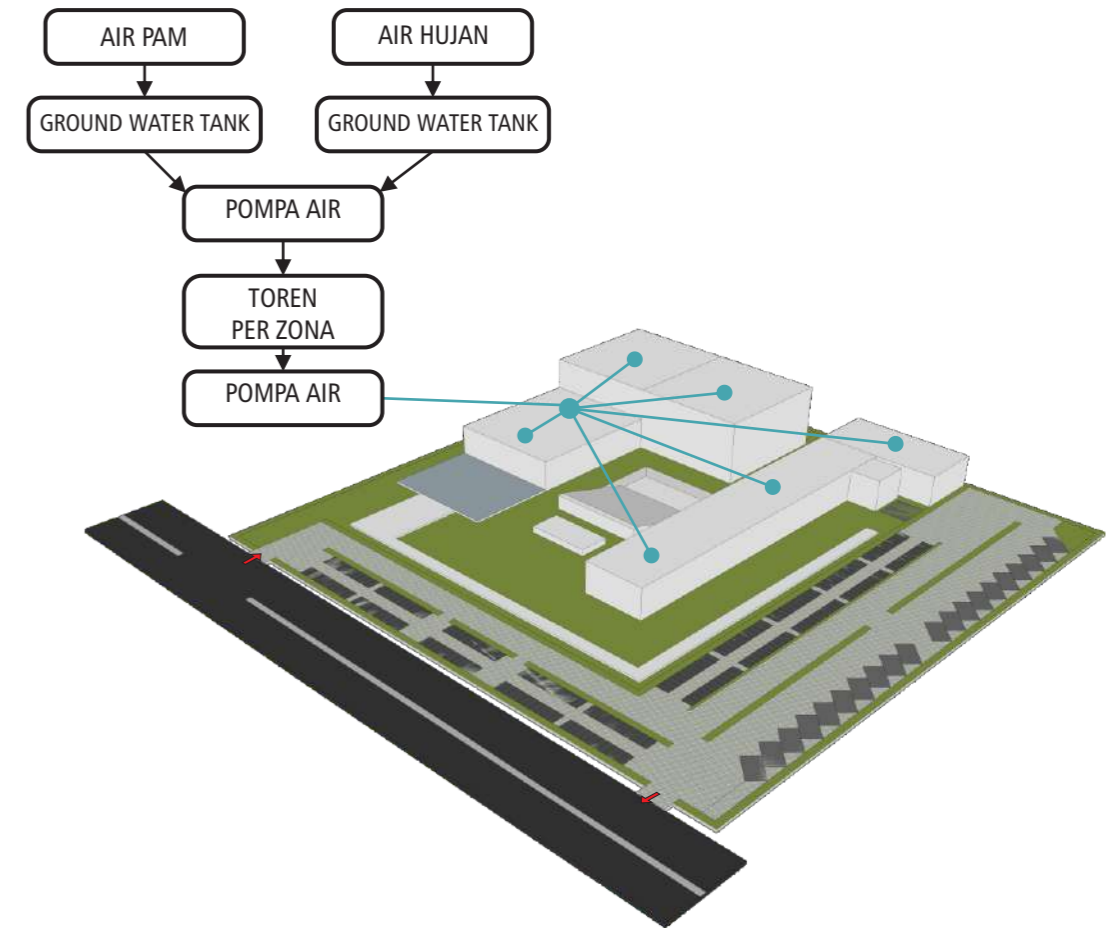 AIR PAM
AIR HUJAN
GROUND WATER TANK
GROUND WATER TANK
POMPA AIR
TOREN
PER ZONA
POMPA AIR